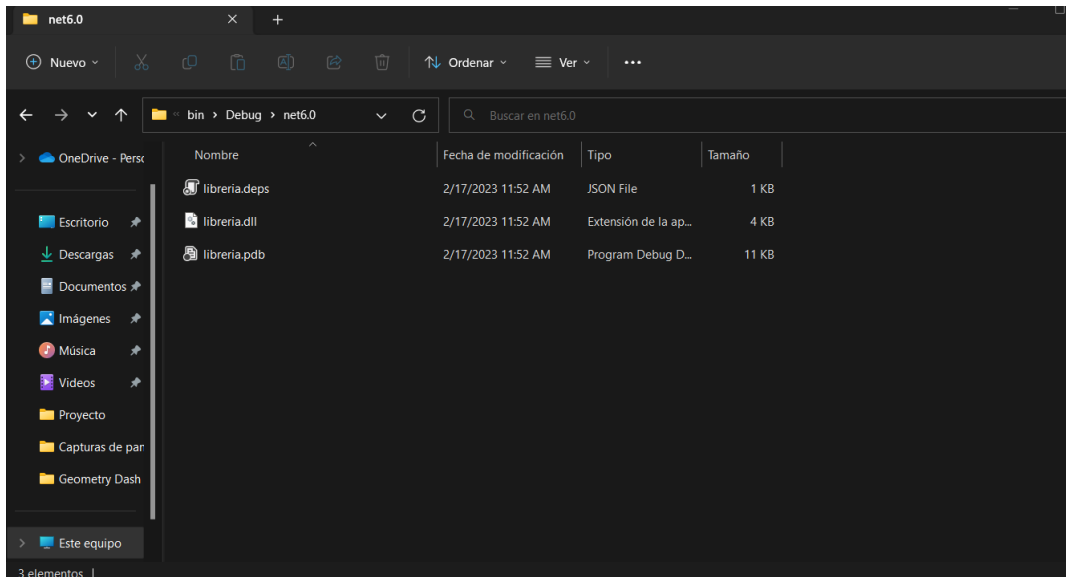 net6.0
Nuevo
Ordenar
Ver
bin > Debug > net6.0
Buscar en net6.0
OneDrive - Perso
Nombre Fecha de modificación Tipo Tamaño
libreria.deps 2/17/2023 11:52 AM JSON File 1 KB
libreria.dll 2/17/2023 11:52 AM Extensión de la ap... 4 KB
libreria.pdb 2/17/2023 11:52 AM Program Debug D... 11 KB
Escritorio
Descargas
Documentos
Imágenes
Música
Videos
Proyecto
Capturas de pan
Geometry Dash
Este equipo
3 elementos